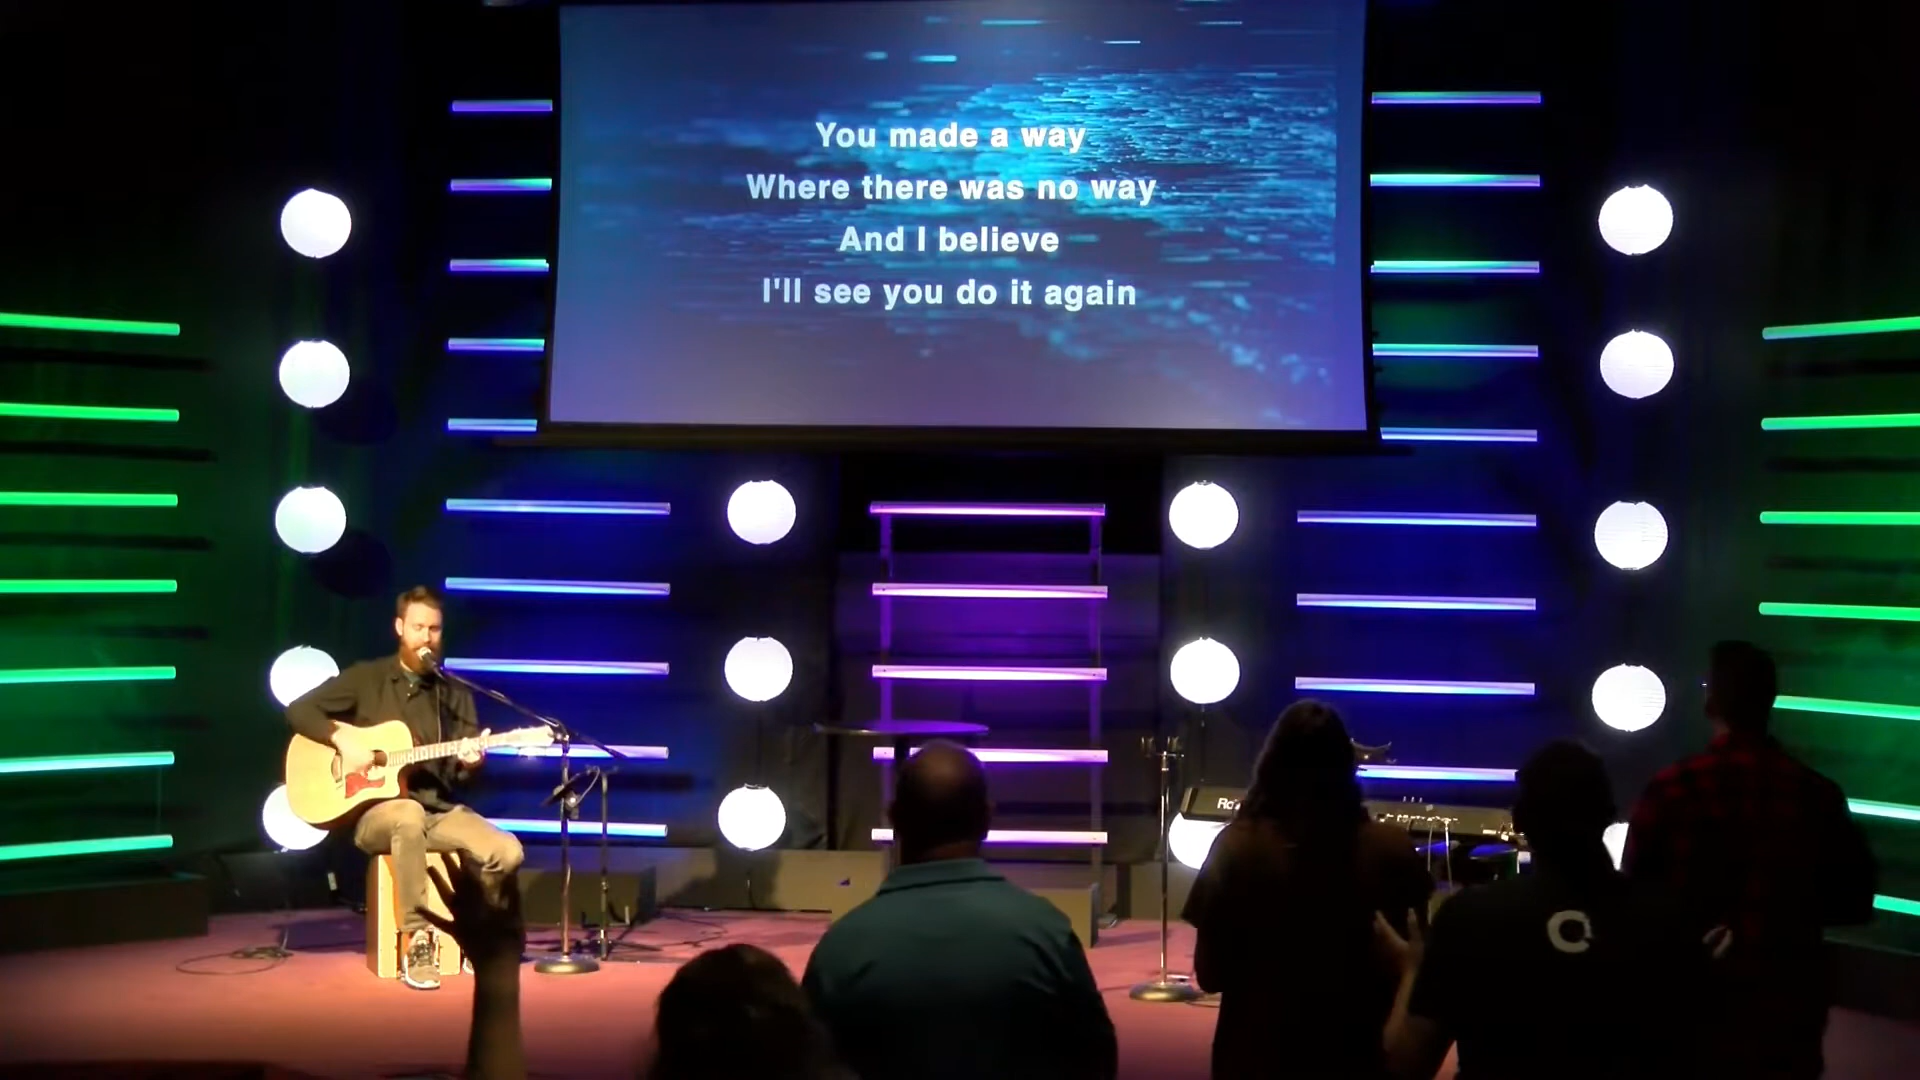 You made a way
Where there was no way
And I believe
I'll see you do it again